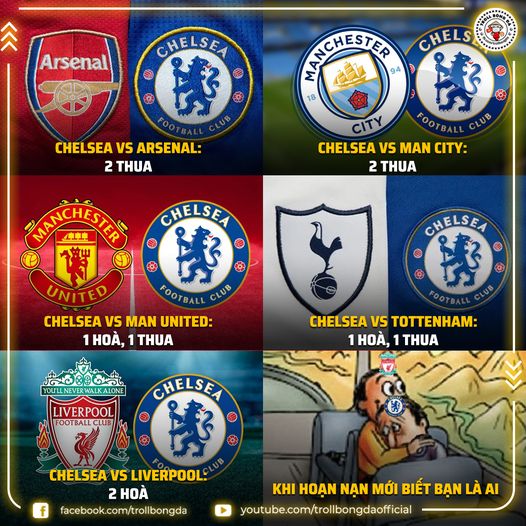 TROLL BÓNG ĐÁ
Arsenal
CHELSEA
FOOTBALL CLUB
CHELSEA VS ARSENAL:
2 THUA
MANCHESTER
18 94
CITY
CHELSEA
FOOTBALL CLUB
CHELSEA VS MAN CITY:
2 THUA
MANCHESTER
UNITED
CHELSEA
FOOTBALL CLUB
CHELSEA VS MAN UNITED:
1 HOÀ, 1 THUA
CHELSEA
FOOTBALL CLUB
CHELSEA VS TOTTENHAM:
1 HOÀ, 1 THUA
YOU'LL NEVER WALK ALONE
LIVERPOOL
FOOTBALL CLUB
CHELSEA
FOOTBALL CLUB
CHELSEA VS LIVERPOOL:
2 HOÀ
KHI HOẠN NẠN MỚI BIẾT BẠN LÀ AI
facebook.com/trollbongda
youtube.com/trollbongdaofficial